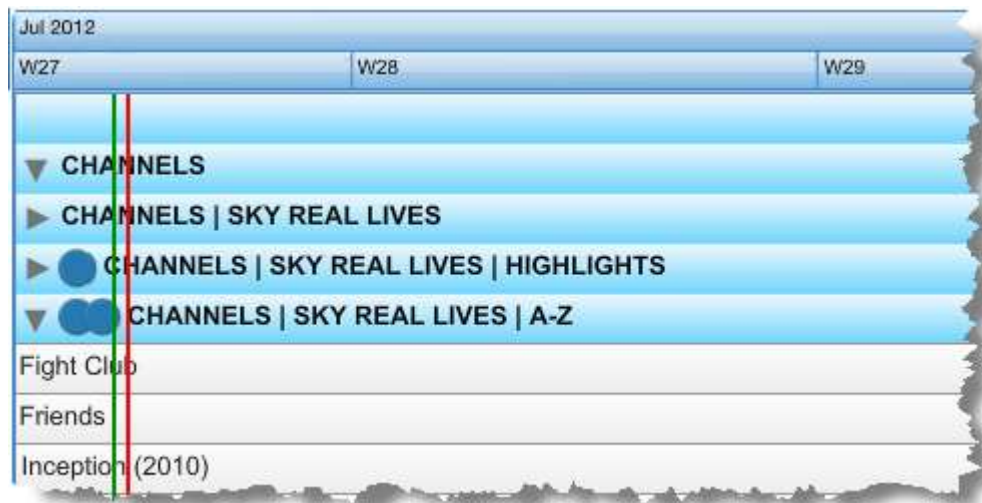 Jul 2012
W27 W28 W29
CHANNELS
CHANNELS | SKY REAL LIVES
CHANNELS | SKY REAL LIVES | HIGHLIGHTS
CHANNELS | SKY REAL LIVES | A-Z
Fight Club
Friends
Inception (2010)